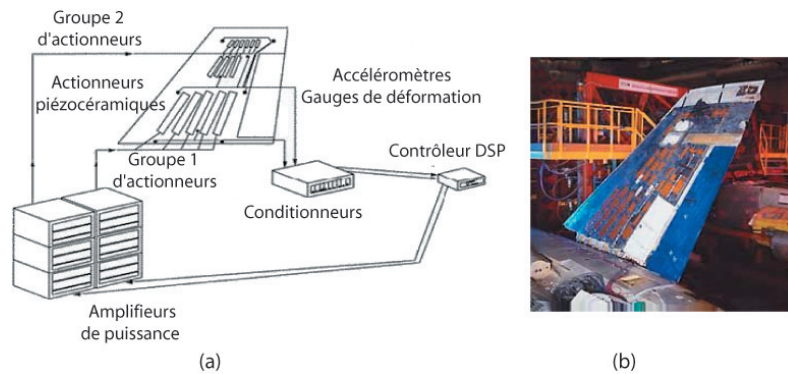 Groupe 2
d'actionneurs
Actionneurs
piézocéramiques
Accéléromètres
Gauges de déformation
Groupe 1
d'actionneurs
Contrôleur DSP
Conditionneurs
Amplifieurs
de puissance
(a)
(b)